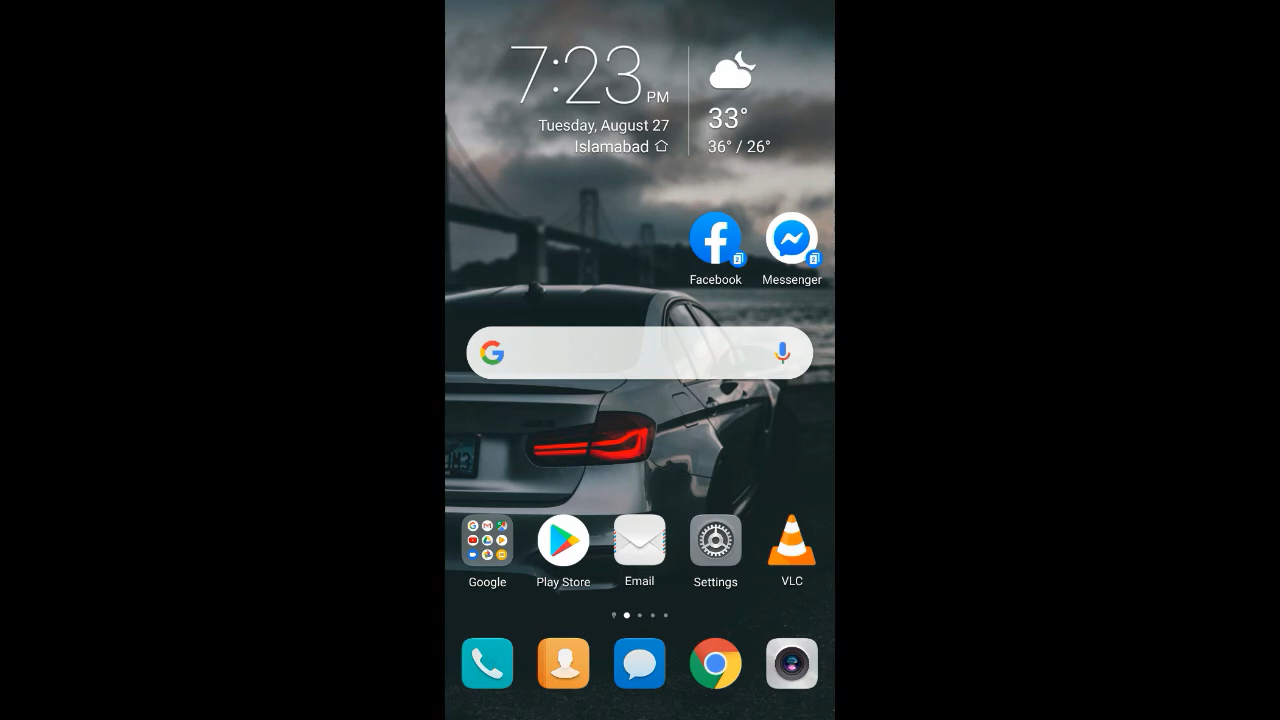 7:23 PM
Tuesday, August 27
Islamabad
33°
36° / 26°
Facebook
Messenger
Google
Play Store
Email
Settings
VLC